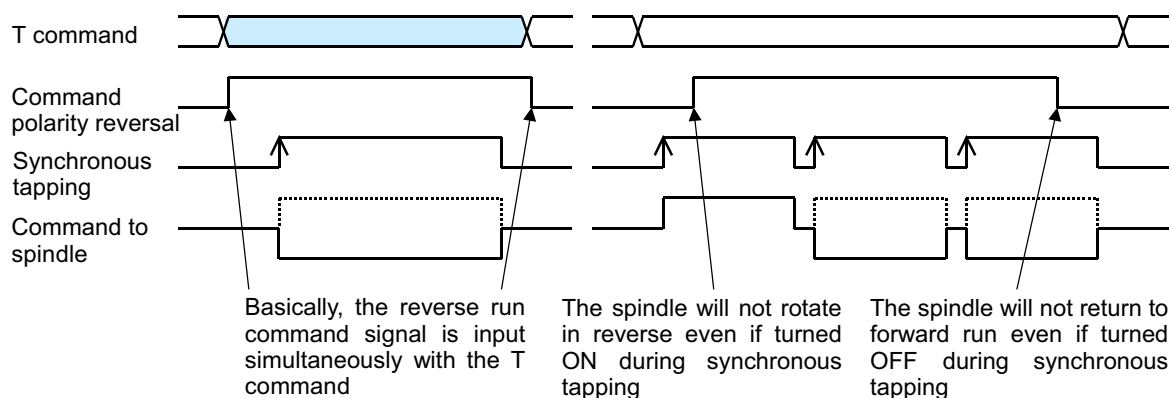 T command
Command
polarity reversal
Synchronous
tapping
Command to
spindle
Basically, the reverse run
command signal is input
simultaneously with the T
command
The spindle will not rotate
in reverse even if turned
ON during synchronous
tapping
The spindle will not return to
forward run even if turned
OFF during synchronous
tapping